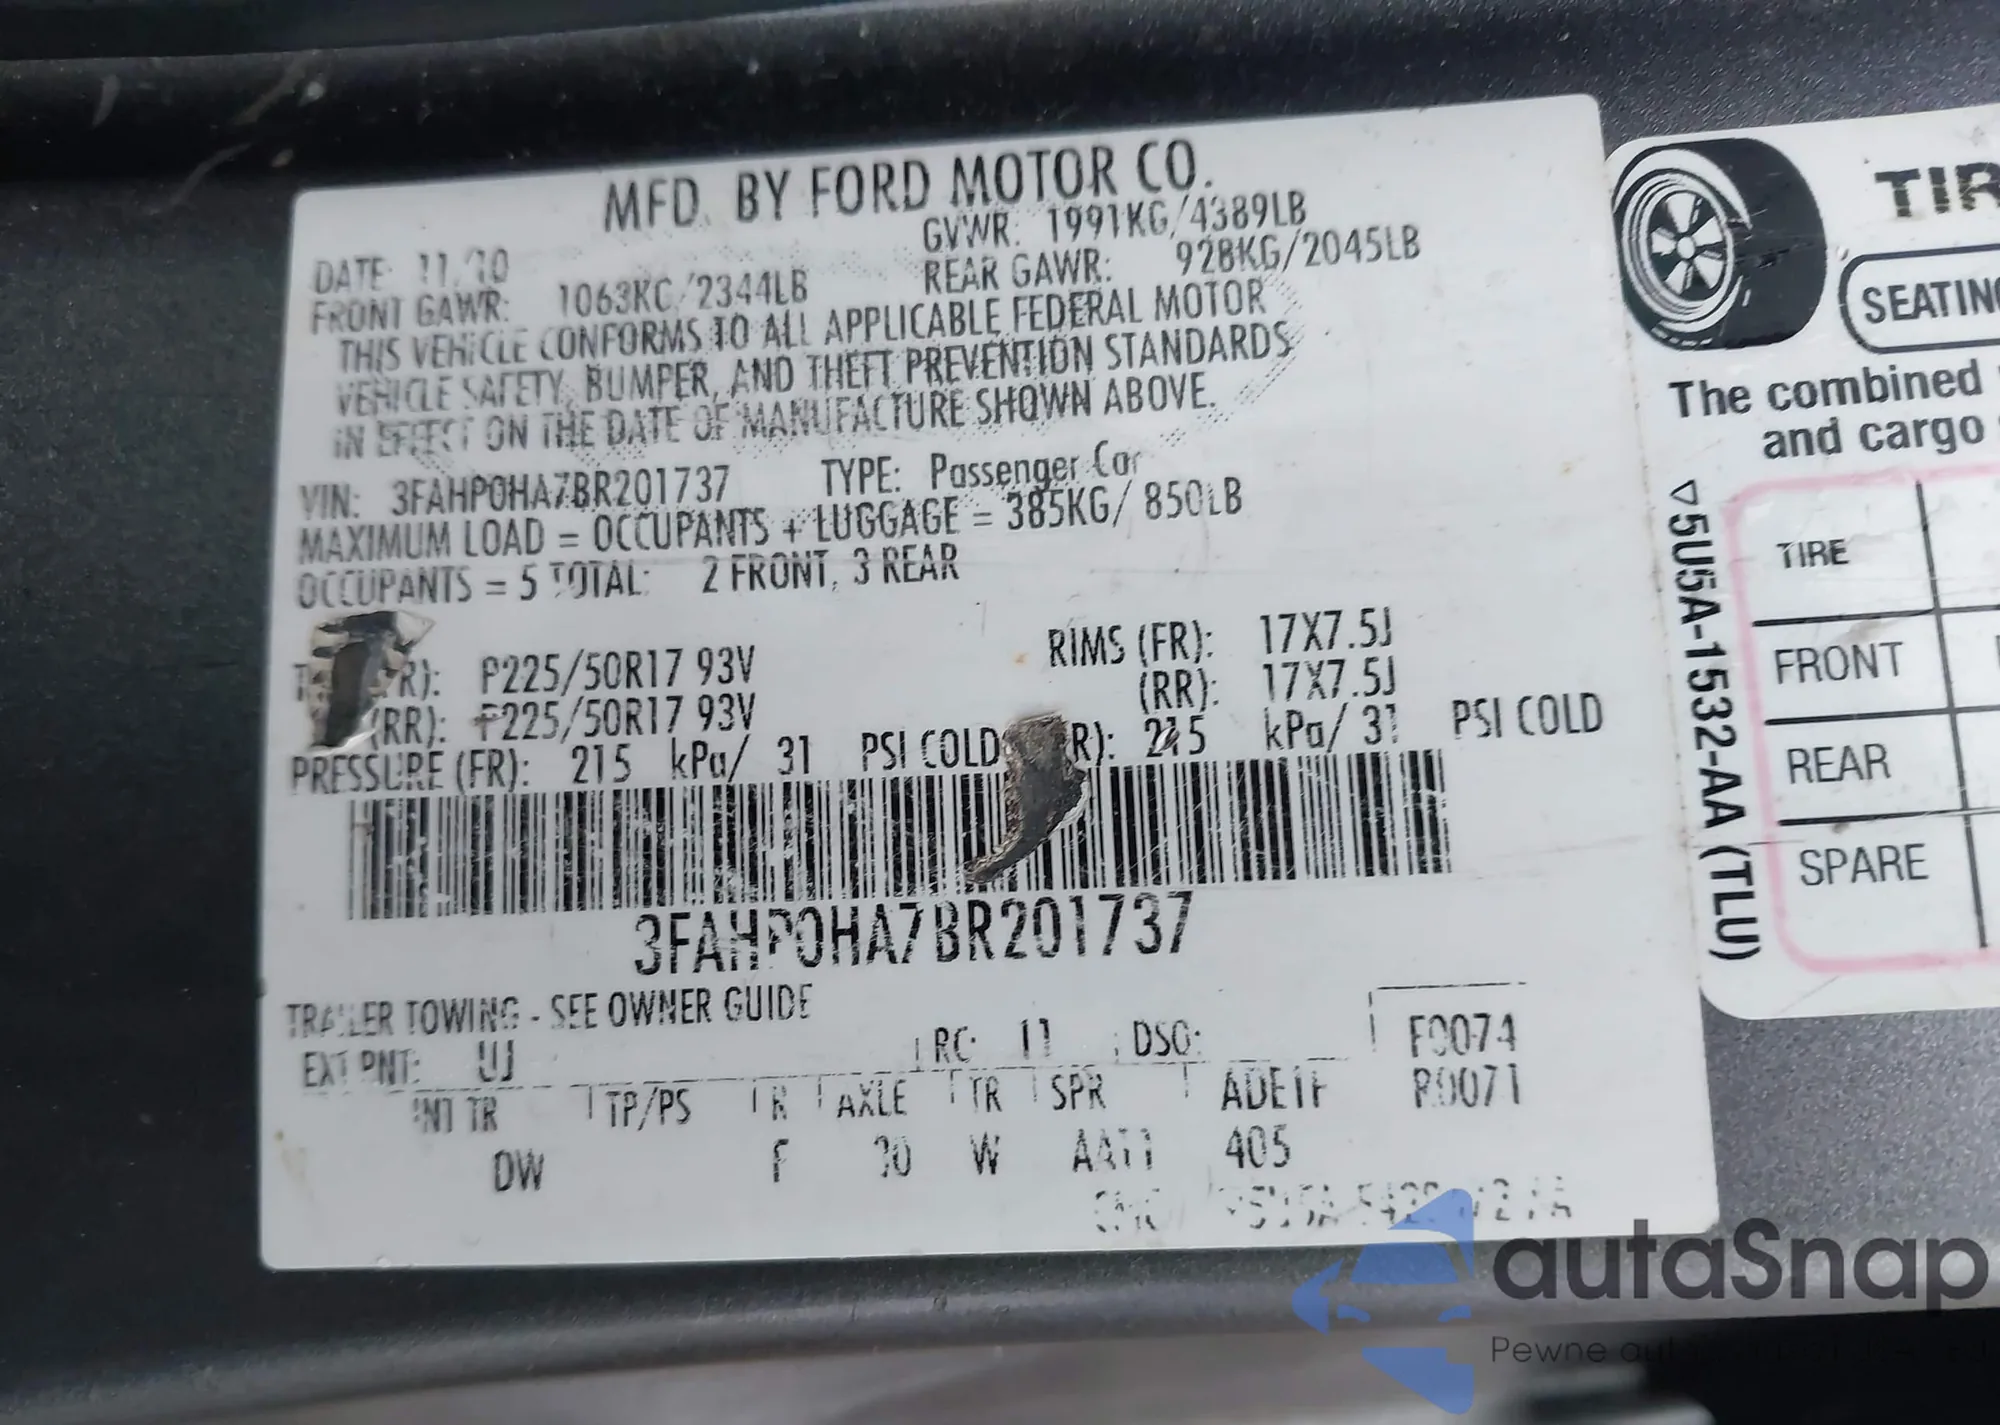 MFD. BY FORD MOTOR CO.
DATE: 11/10
GVWR: 1991KG/4389LB
FRONT GAWR: 1063KG/2344LB
REAR GAWR: 928KG/2045LB
THIS VEHICLE CONFORMS TO ALL APPLICABLE FEDERAL MOTOR
VEHICLE SAFETY, BUMPER, AND THEFT PREVENTION STANDARDS
IN EFFECT ON THE DATE OF MANUFACTURE SHOWN ABOVE.
VIN: 3FAHP0HA7BR201737 TYPE: Passenger Car
MAXIMUM LOAD = OCCUPANTS + LUGGAGE = 385KG/ 850LB
OCCUPANTS = 5 TOTAL: 2 FRONT, 3 REAR
P225/50R17 93V RIMS (FR): 17X7.5J
(RR): P225/50R17 93V (RR): 17X7.5J
PRESSURE (FR): 215 kPa/ 31 PSI COLD 215 kPa/ 31 PSI COLD
3FAHP0HA7BR201737
TRAILER TOWING - SEE OWNER GUIDE
EXT PNT: UJ RC: 11 DSO: F0074
INT TR TP/PS R AXLE TR SPR ADE1F R0071
DW F W 405
TIR
SEATING
The combined
and cargo
▽5U5A-1532-AA (TLU)
TIRE
FRONT
REAR
SPARE
autaSnap
Pewne